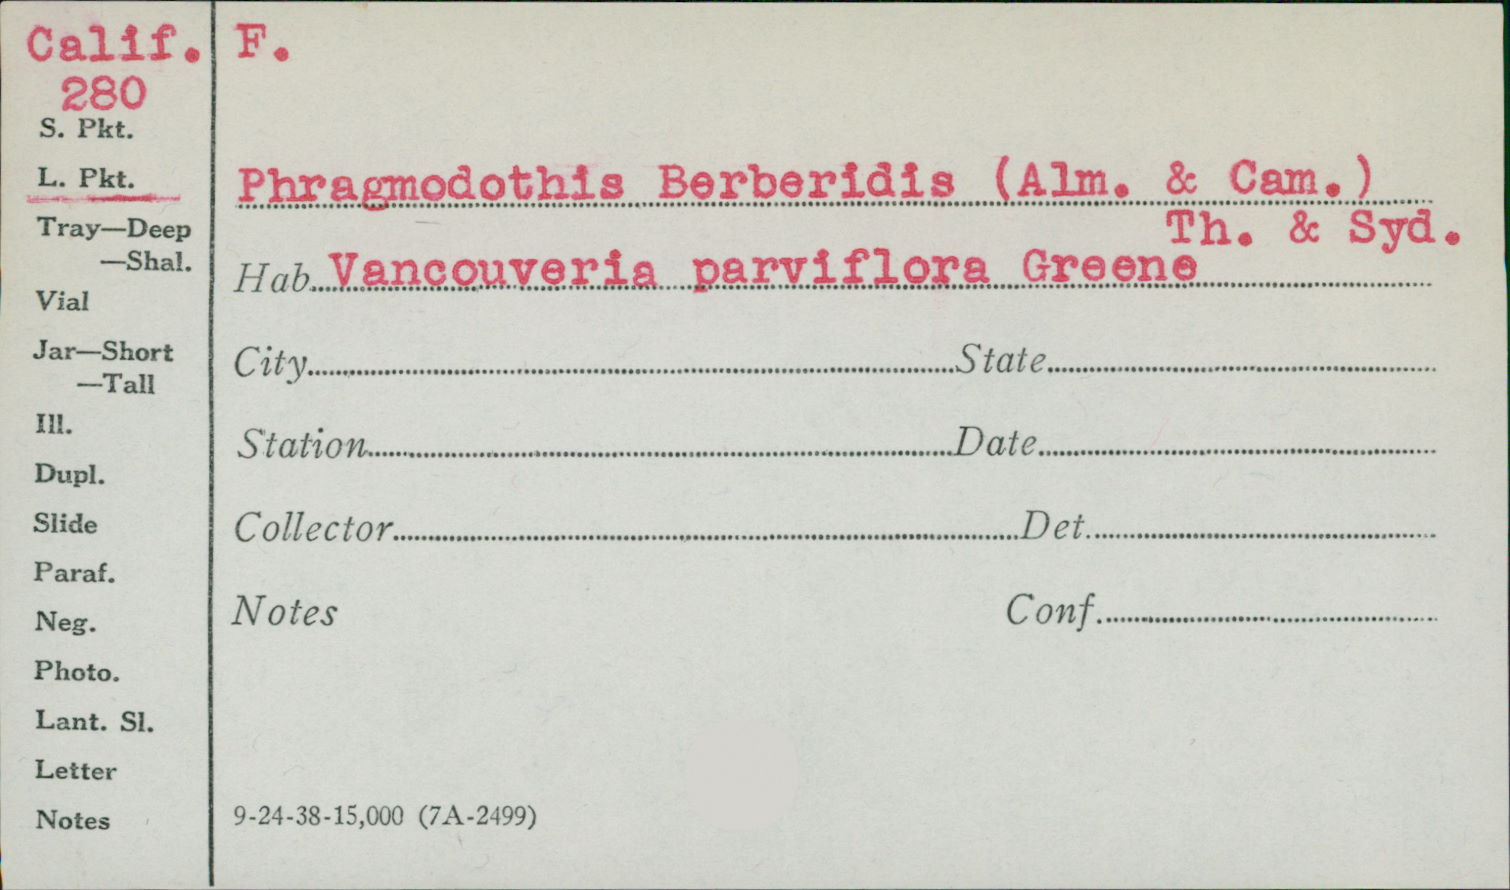 Calif.
280
S. Pkt.
L. Pkt.
Tray—Deep
—Shal.
Vial
Jar—Short
—Tall
Ill.
Dupl.
Slide
Paraf.
Neg.
Photo.
Lant. Sl.
Letter
Notes
F.
Phragmodothis Berberidis (Alm. & Cam.)
Th. & Syd.
Hab. Vancouveria parviflora Greene
City State
Station Date
Collector Det.
Notes Conf.
9-24-38-15,000 (7A-2499)